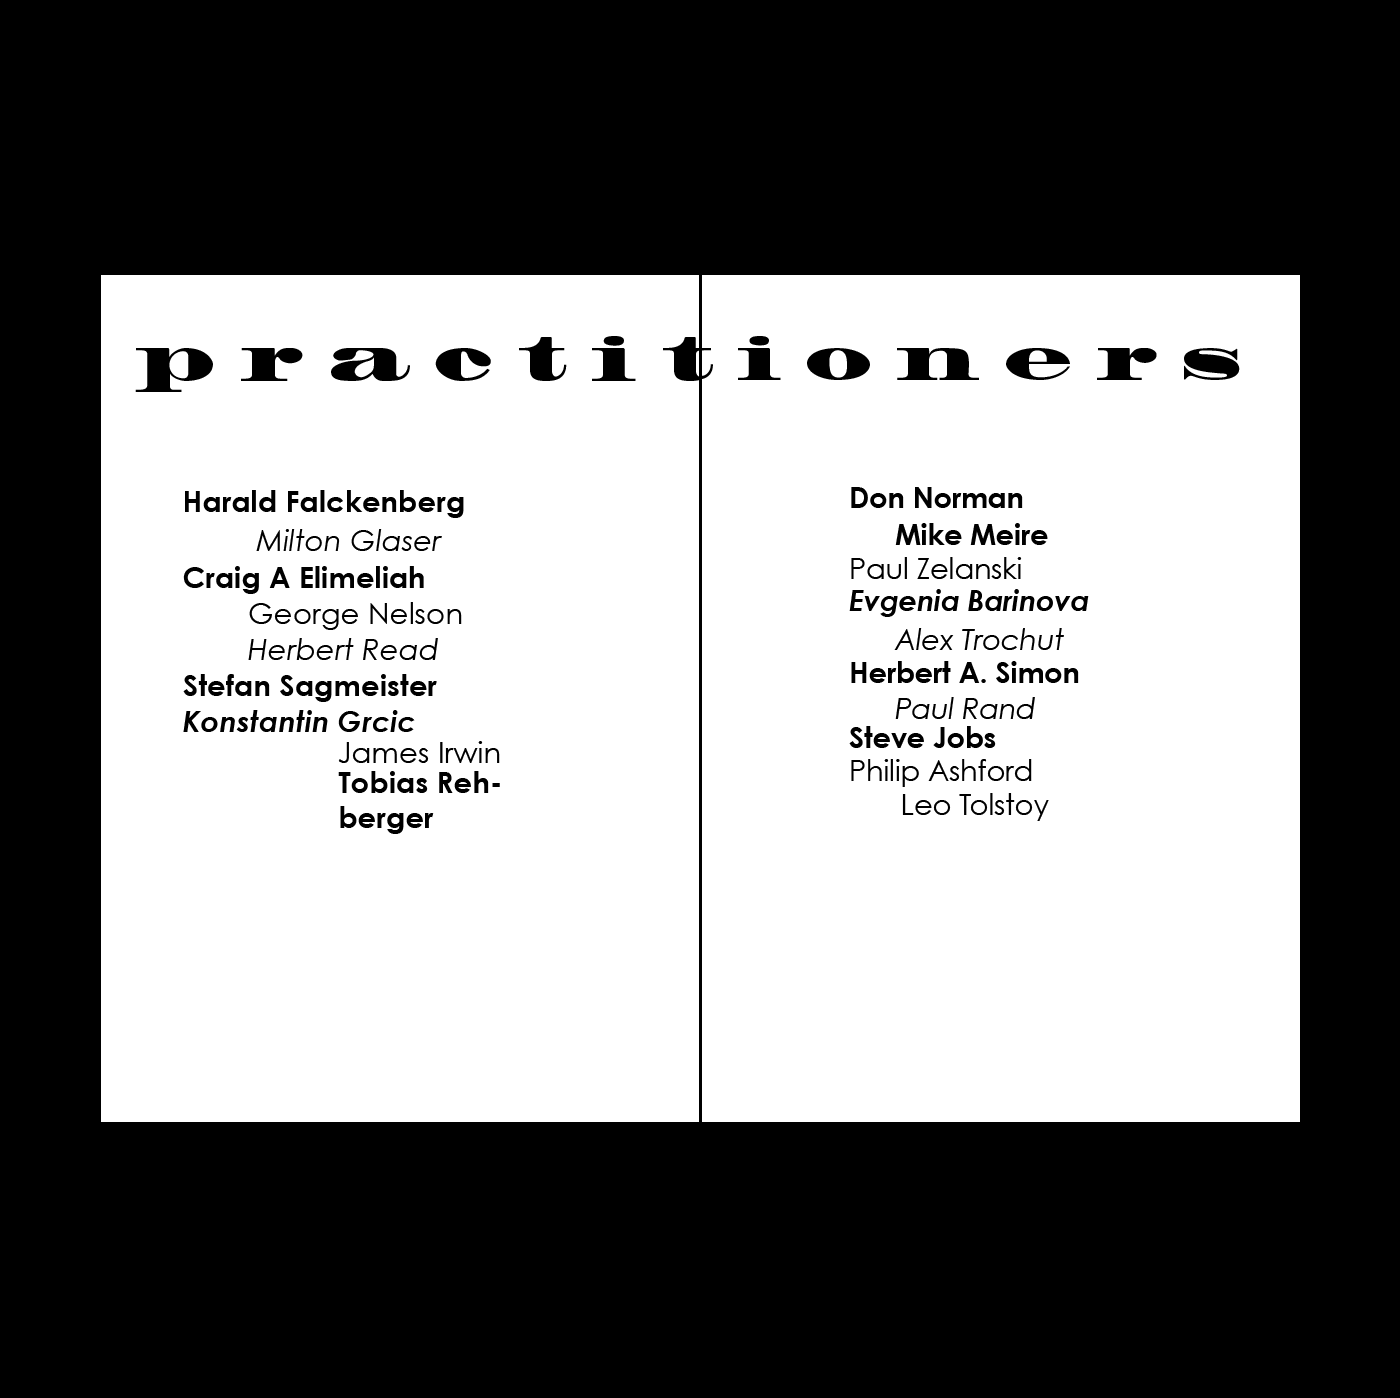 practitioners
Harald Falckenberg
Milton Glaser
Craig A Elimeliah
George Nelson
Herbert Read
Stefan Sagmeister
Konstantin Grcic
James Irwin
Tobias Reh-
berger
Don Norman
Mike Meire
Paul Zelanski
Evgenia Barinova
Alex Trochut
Herbert A. Simon
Paul Rand
Steve Jobs
Philip Ashford
Leo Tolstoy